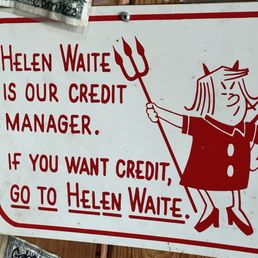 HELEN WAITE
IS OUR CREDIT
MANAGER.
IF YOU WANT CREDIT,
GO TO HELEN WAITE.